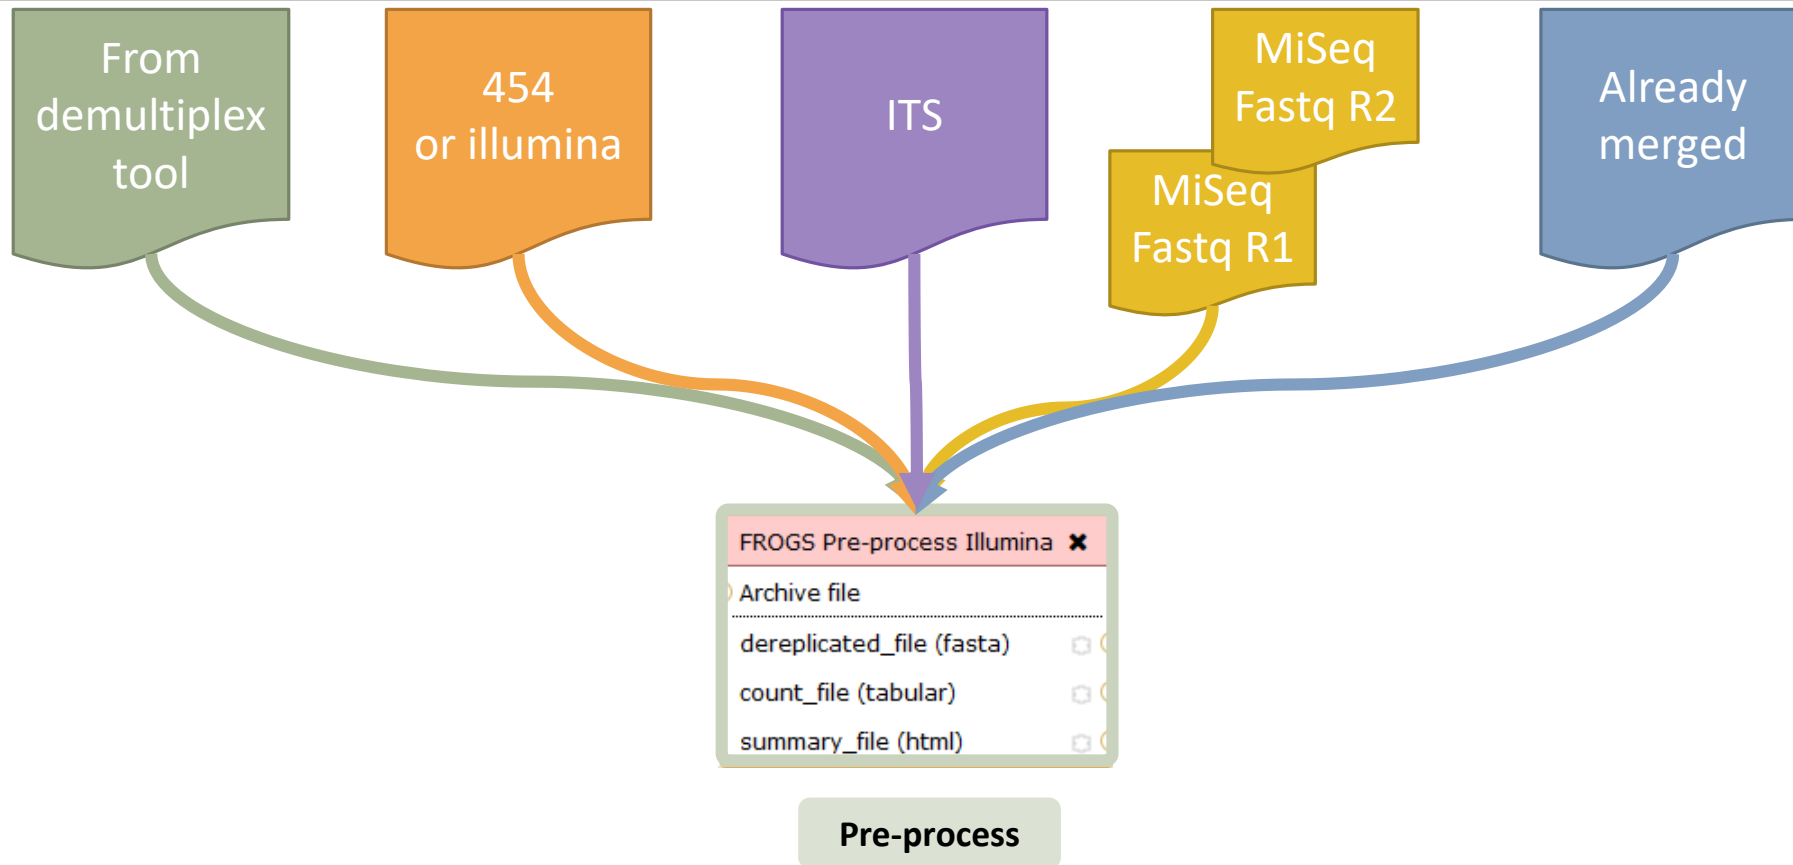 From
demultiplex
tool
454
or illumina
ITS
MiSeq
Fastq R2
MiSeq
Fastq R1
Already
merged
FROGS Pre-process Illumina ✖
Archive file
dereplicated_file (fasta)
count_file (tabular)
summary_file (html)
Pre-process